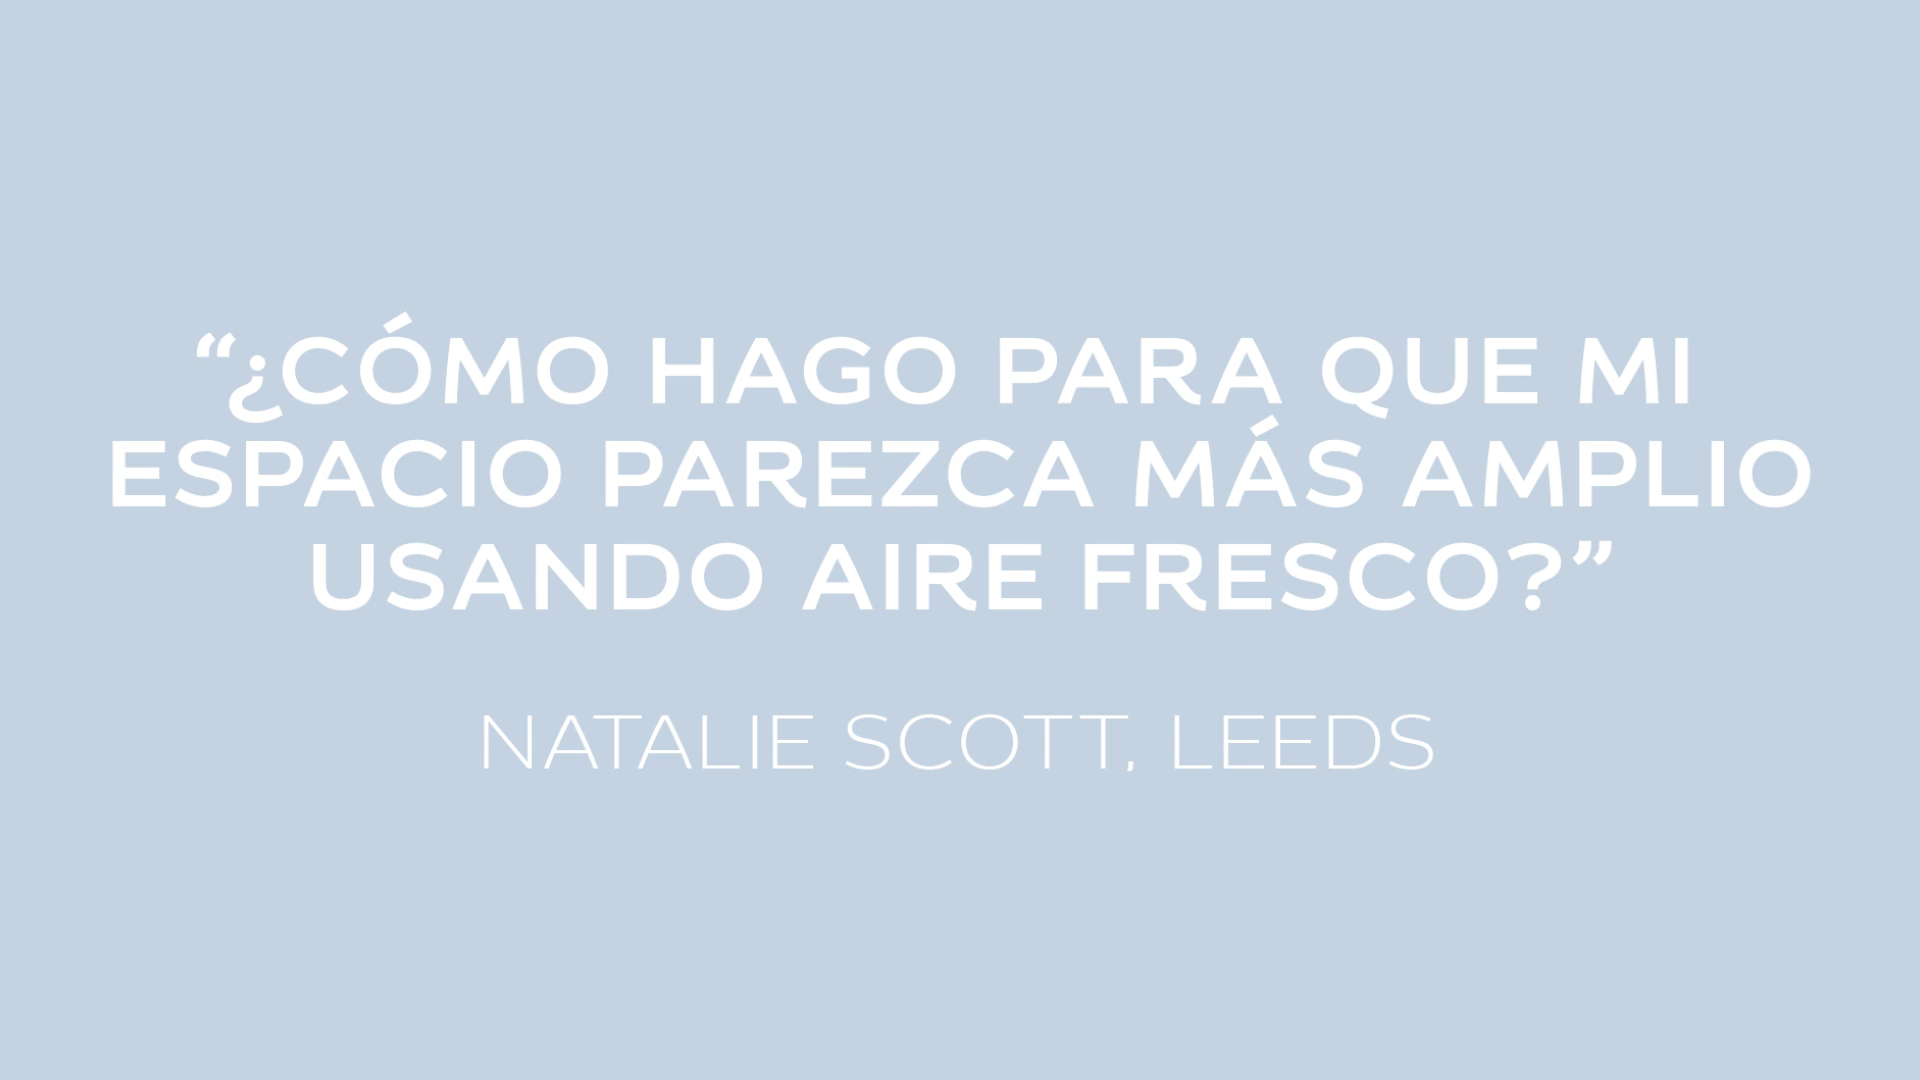 “¿CÓMO HAGO PARA QUE MI
ESPACIO PAREZCA MÁS AMPLIO
USANDO AIRE FRESCO?”
NATALIE SCOTT, LEEDS